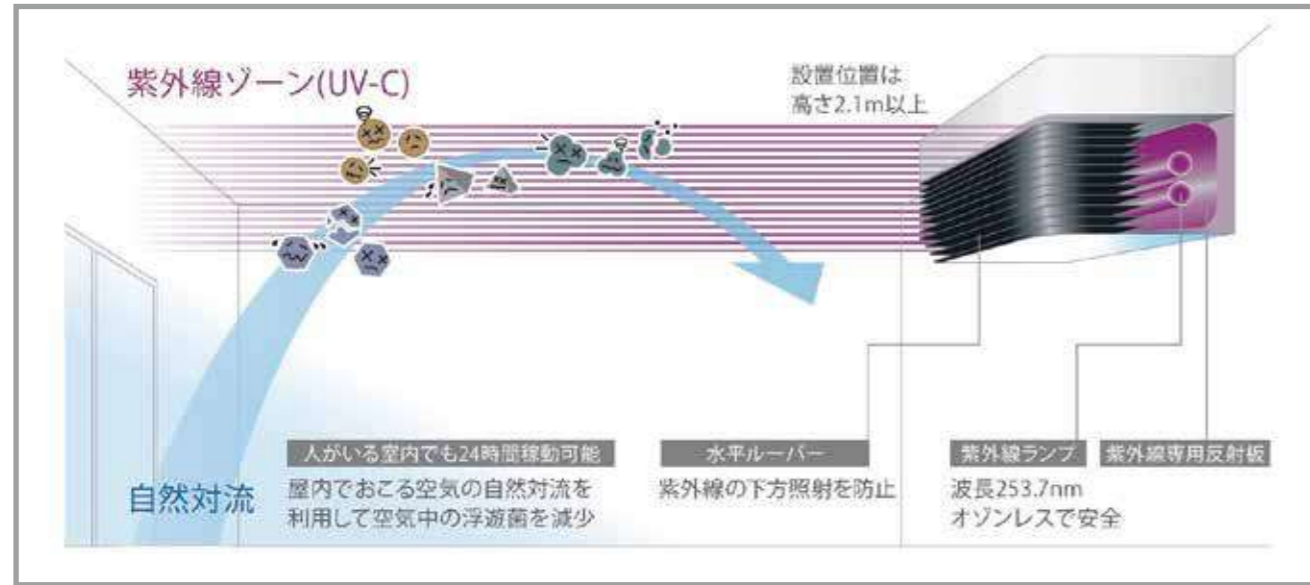 紫外線ゾーン(UV-C)
設置位置は
高さ2.1m以上
自然対流
人がいる室内でも24時間稼動可能
屋内でおこる空気の自然対流を
利用して空気中の浮遊菌を減少
水平ルーバー
紫外線の下方照射を防止
紫外線ランプ
波長253.7nm
オゾンレスで安全
紫外線専用反射板